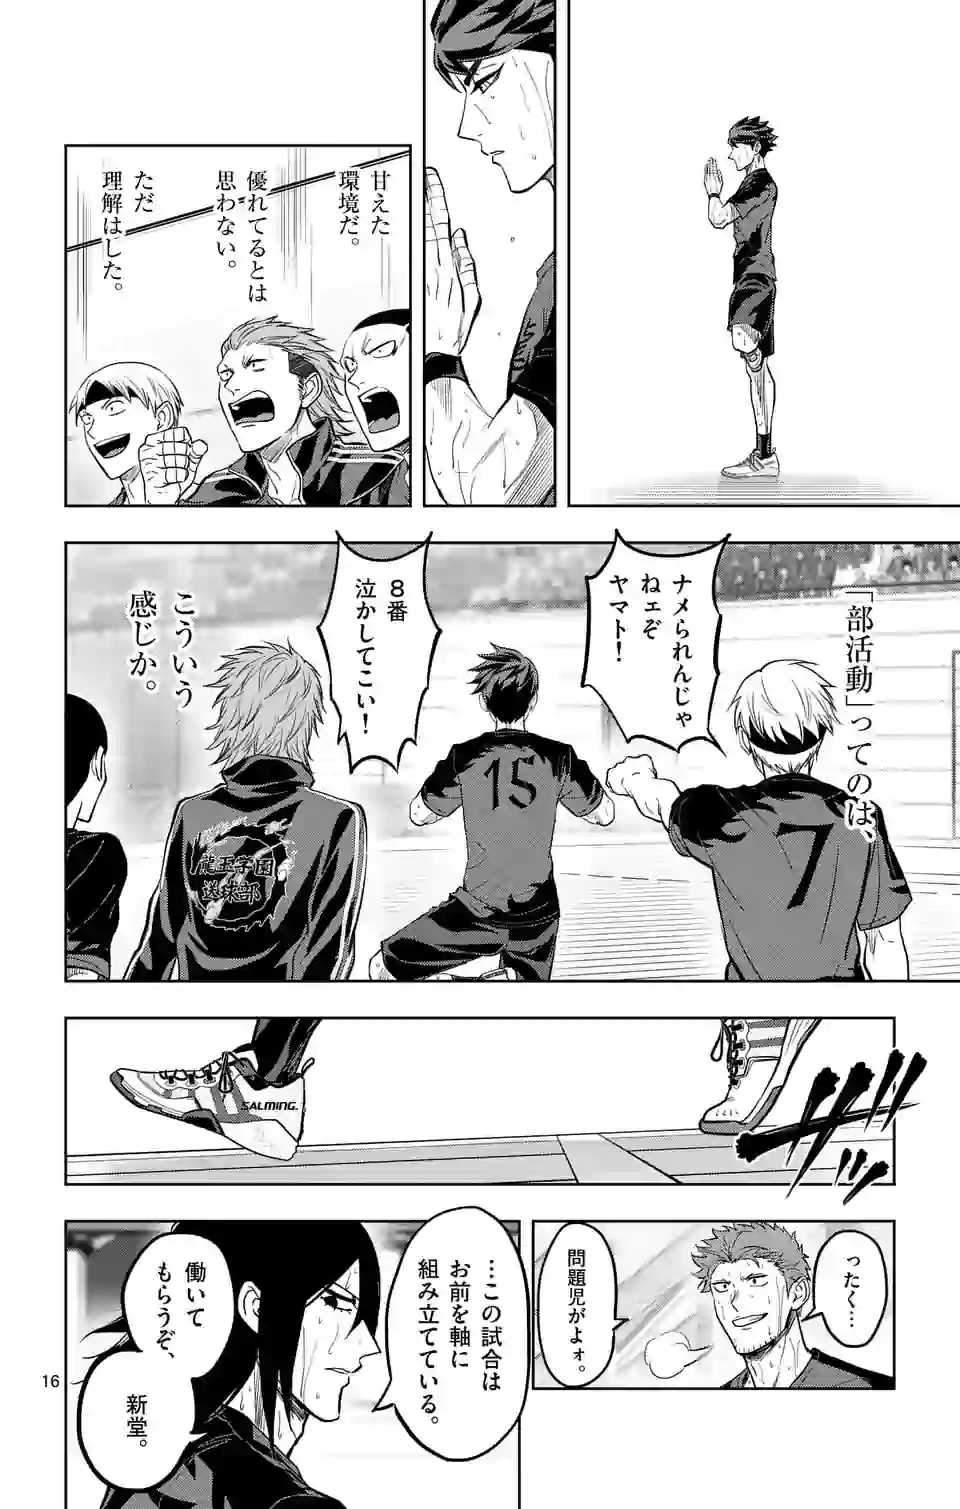 甘えた
環境だ。
優れてるとは
思わない。
ただ
理解はした。
「部活動」ってのは、
ナメられんじゃ
ねェぞ
ヤマト！
8番
泣かしてこい！
こういう
感じか。
15
7
龍王学園
送球部
SALMING.
ザッ
ったく…
問題児がよォ。
…この試合は
お前を軸に
組み立てている。
働いて
もらうぞ、
新堂。
16